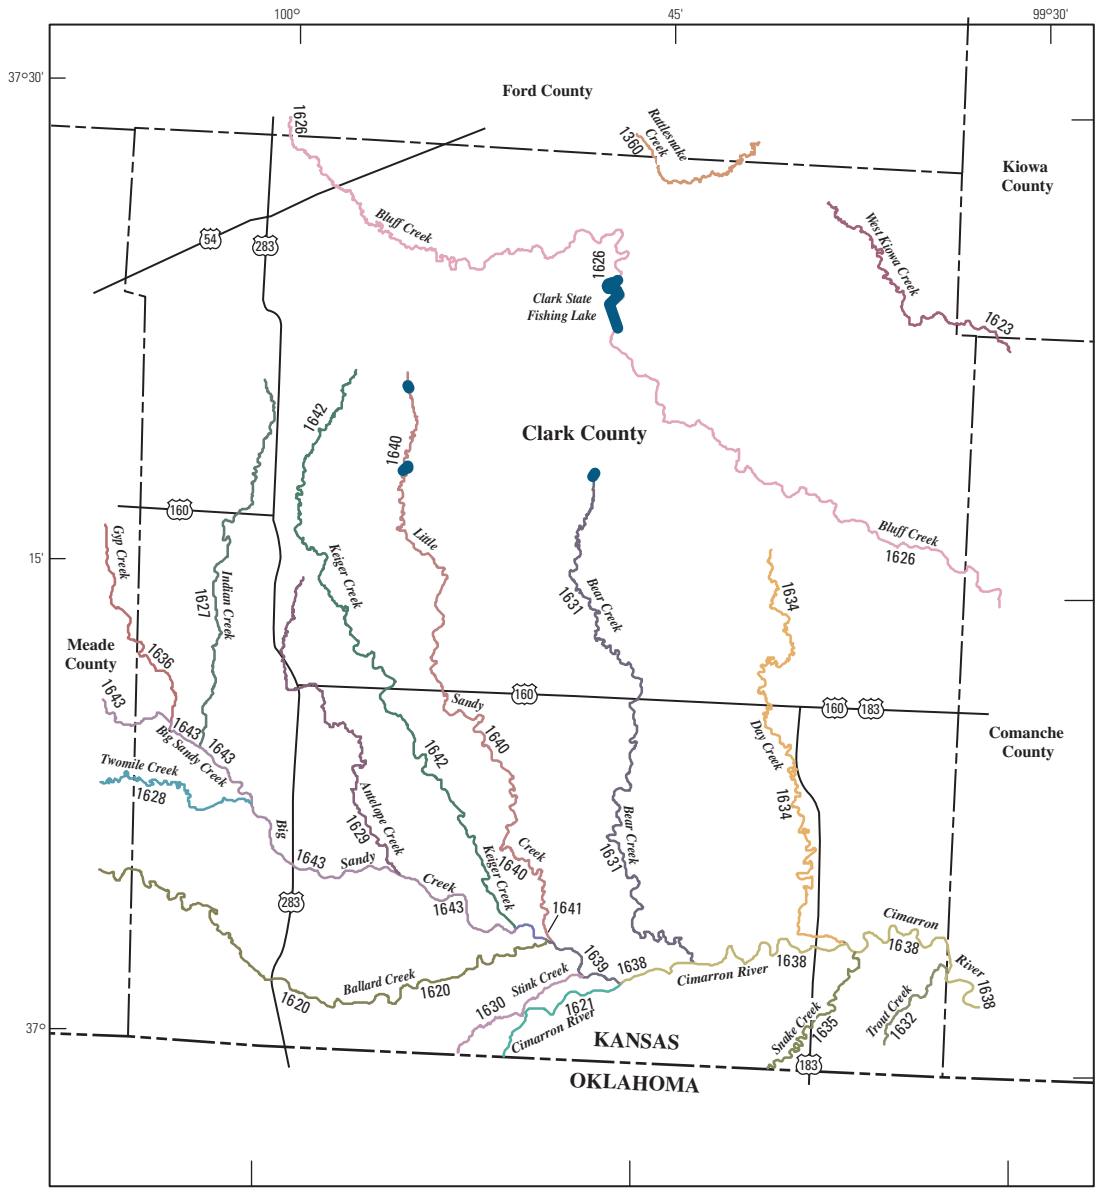 100°
45'
99°30'
37°30'
Ford County
1626
1360
Rattlesnake
Creek
Kiowa
County
Bluff Creek
54
283
1626
West Kiowa Creek
Clark State
Fishing Lake
1623
1642
1640
Clark County
160
Gyp Creek
Little
Bluff Creek
1626
15'
Keiger Creek
Indian Creek
1627
Bear Creek
1631
1634
Meade
County
1636
1643
160
Sandy
160
183
1643
1643
Big Sandy Creek
1640
Day Creek
Comanche
County
Twomile Creek
1628
1642
1634
Antelope Creek
1629
Big
Bear Creek
1631
1643
Sandy
Creek
1640
Keiger Creek
Creek
1643
283
1641
Cimarron
1638
1639
1638
Cimarron River
1638
River
1638
Ballard Creek
1620
1620
Stink Creek
1630
1621
Cimarron River
Trout Creek
1632
Snake Creek
1635
37°
KANSAS
OKLAHOMA
183